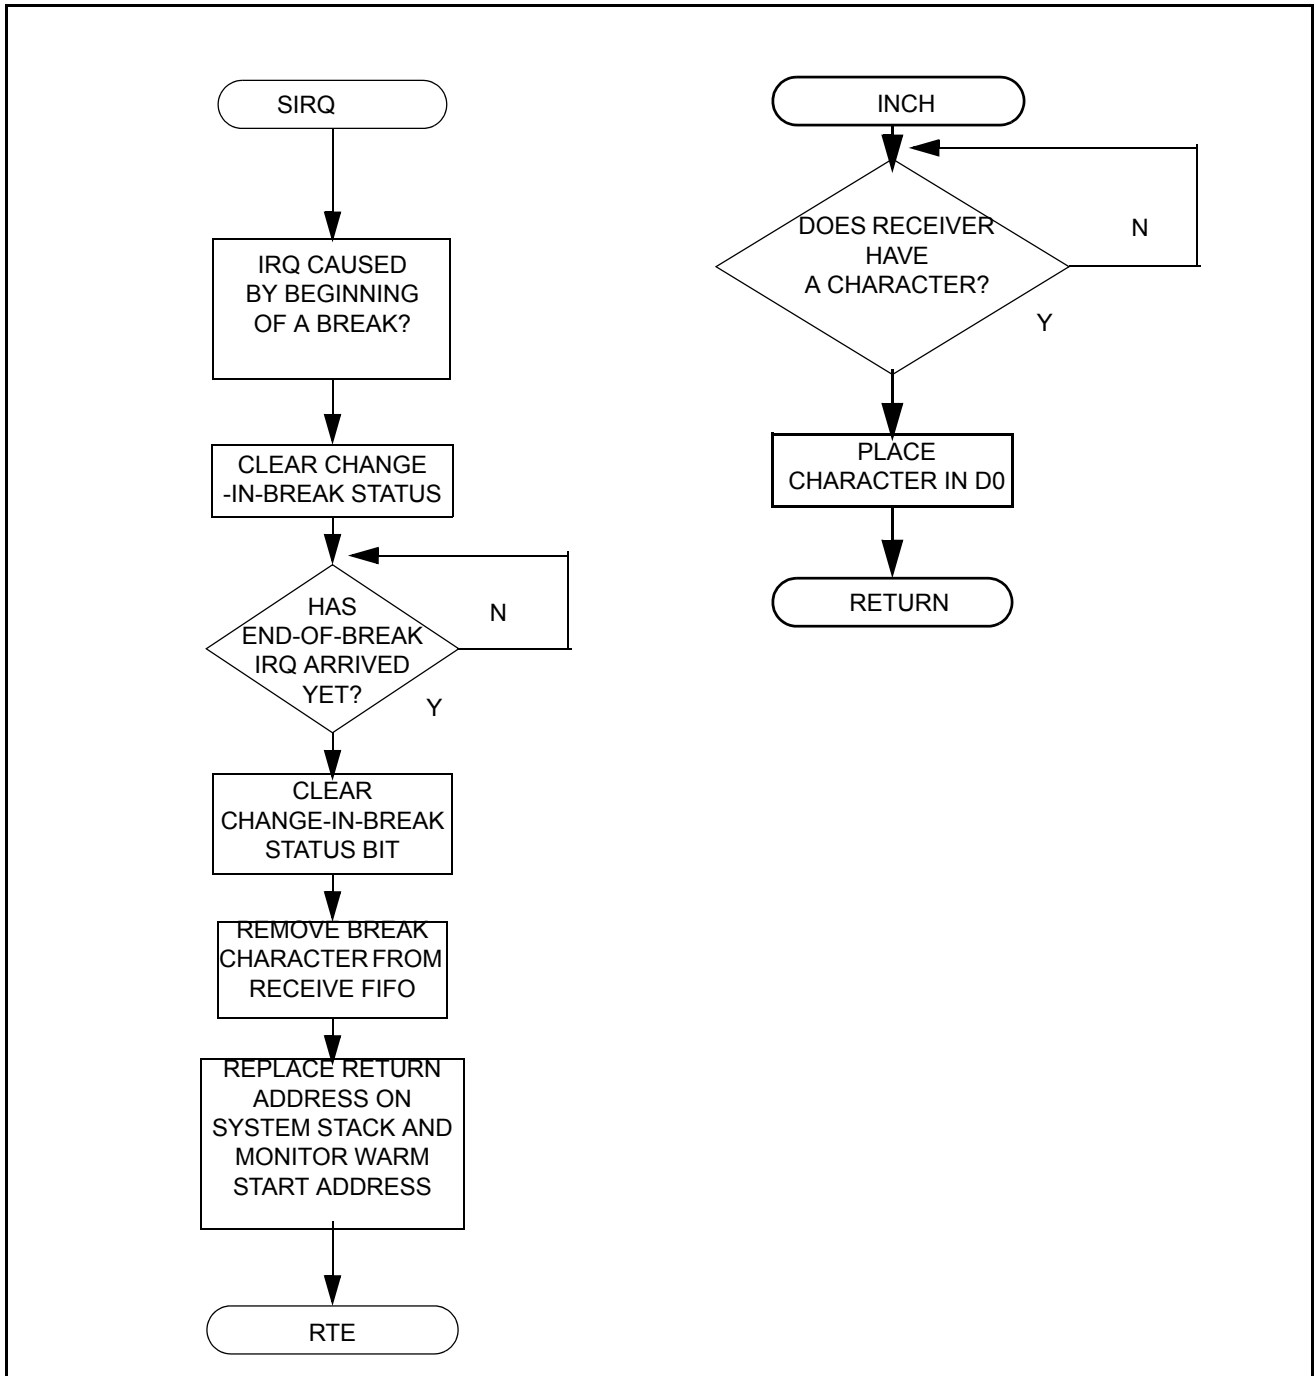 SIRQ
IRQ CAUSED
BY BEGINNING
OF A BREAK?
CLEAR CHANGE
-IN-BREAK STATUS
HAS
END-OF-BREAK
IRQ ARRIVED
YET?
N
Y
CLEAR
CHANGE-IN-BREAK
STATUS BIT
REMOVE BREAK
CHARACTER FROM
RECEIVE FIFO
REPLACE RETURN
ADDRESS ON
SYSTEM STACK AND
MONITOR WARM
START ADDRESS
RTE
INCH
DOES RECEIVER
HAVE
A CHARACTER?
N
Y
PLACE
CHARACTER IN D0
RETURN